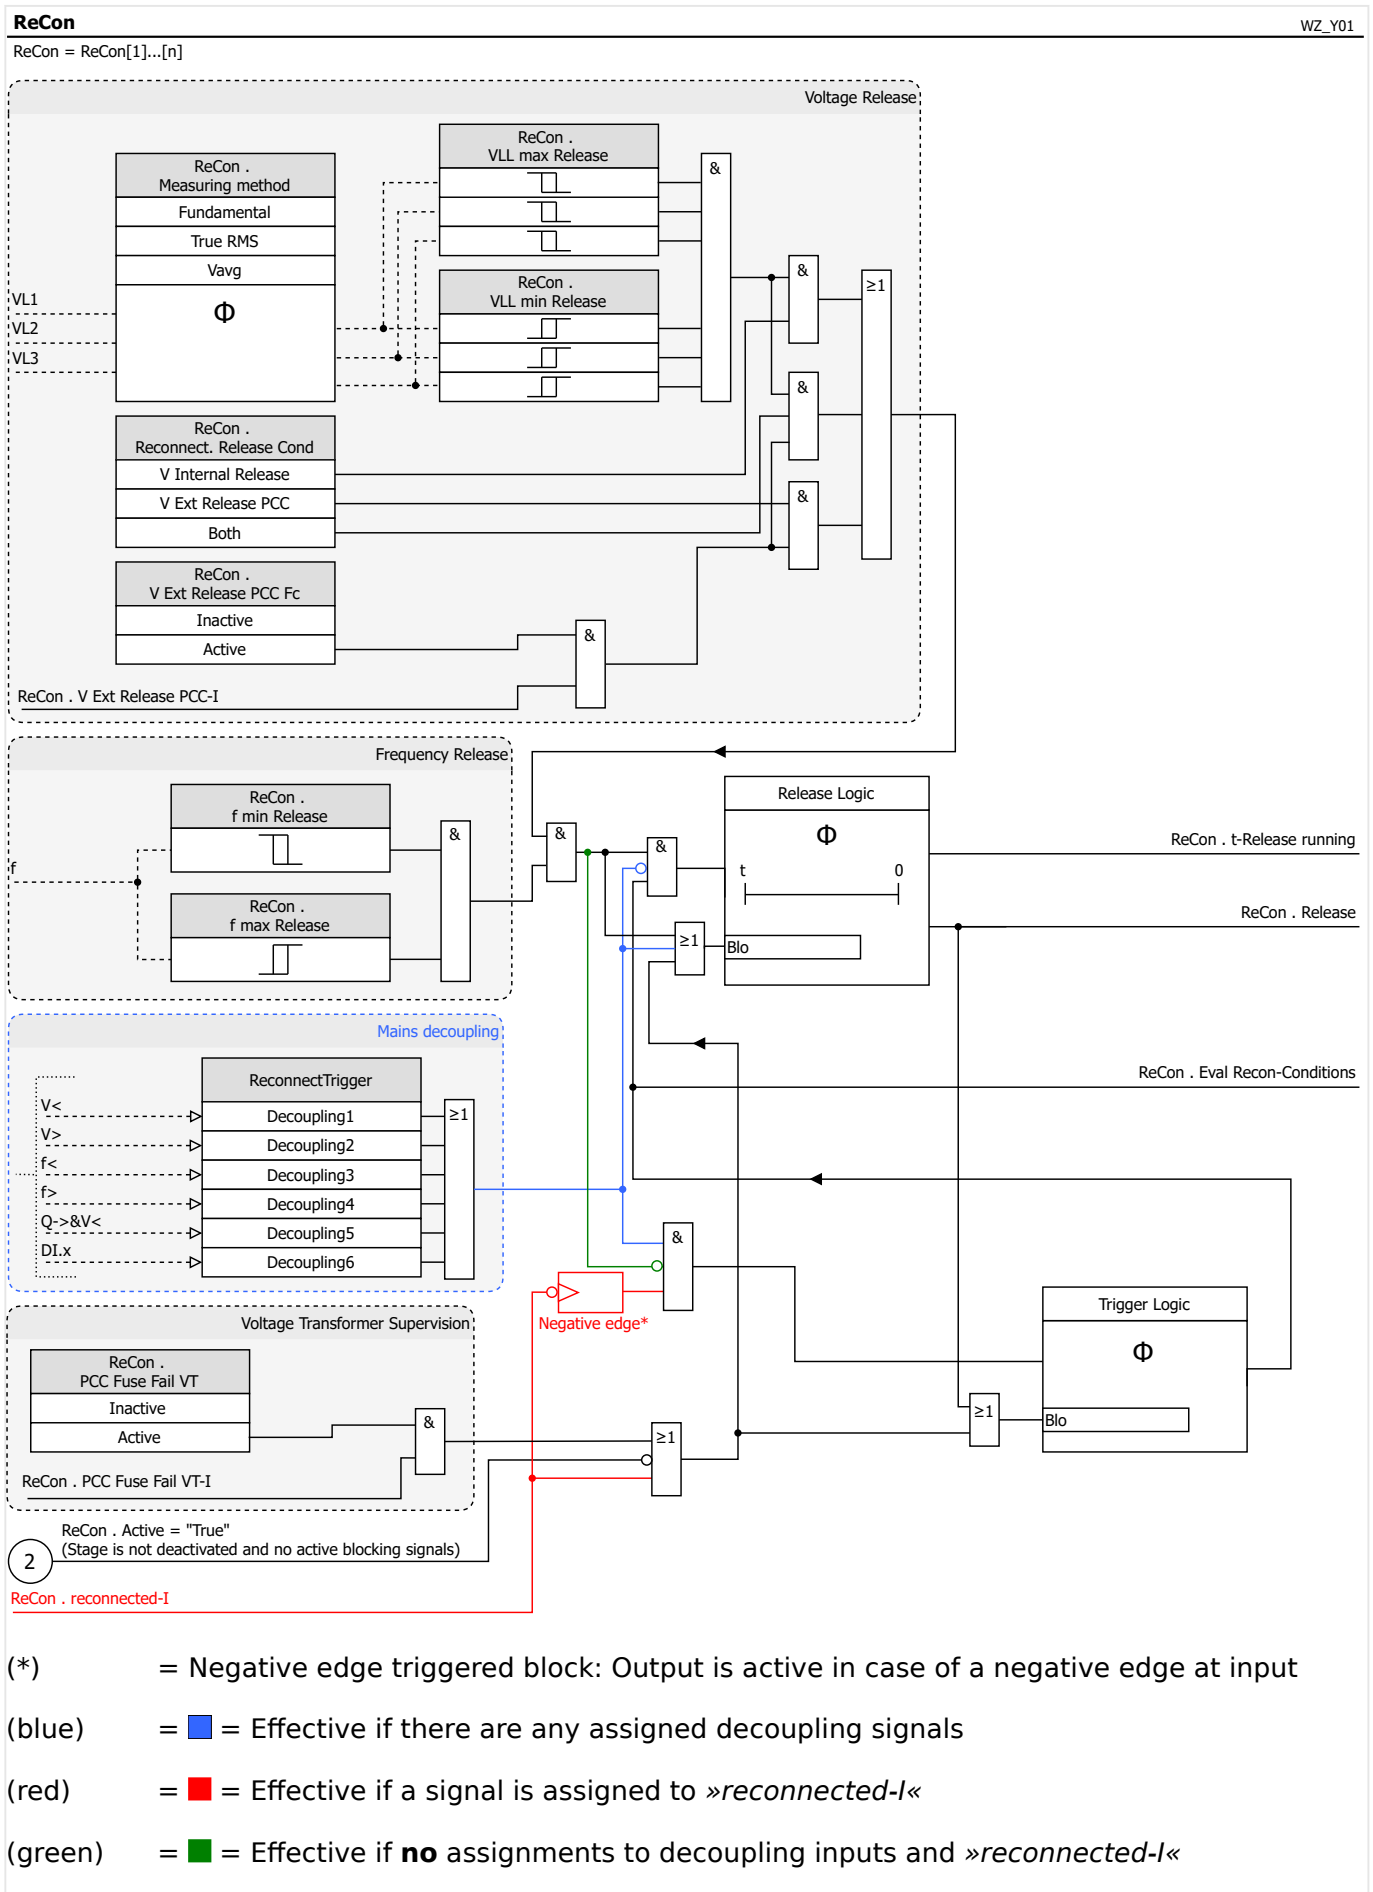 ReCon
WZ_Y01
ReCon = ReCon[1]...[n]
Voltage Release
ReCon .
VLL max Release
&
ReCon .
Measuring method
Fundamental
True RMS
Vavg
Φ
VL1
VL2
VL3
ReCon .
VLL min Release
&
≥1
&
ReCon .
Reconnect. Release Cond
V Internal Release
V Ext Release PCC
Both
&
ReCon .
V Ext Release PCC Fc
Inactive
Active
&
ReCon . V Ext Release PCC-I
Frequency Release
ReCon .
f min Release
&
f
ReCon .
f max Release
&
&
Release Logic
Φ
t 0
≥1
Blo
ReCon . t-Release running
ReCon . Release
Mains decoupling
ReconnectTrigger
V<
Decoupling1
≥1
V>
Decoupling2
f<
Decoupling3
f>
Decoupling4
Q->&V<
Decoupling5
DI.x
Decoupling6
ReCon . Eval Recon-Conditions
&
Negative edge*
Trigger Logic
Φ
≥1
Blo
Voltage Transformer Supervision
ReCon .
PCC Fuse Fail VT
Inactive
Active
&
≥1
ReCon . PCC Fuse Fail VT-I
ReCon . Active = "True"
(Stage is not deactivated and no active blocking signals)
2
ReCon . reconnected-I
(*) = Negative edge triggered block: Output is active in case of a negative edge at input
(blue) = = Effective if there are any assigned decoupling signals
(red) = = Effective if a signal is assigned to »reconnected-I«
(green) = = Effective if no assignments to decoupling inputs and »reconnected-I«